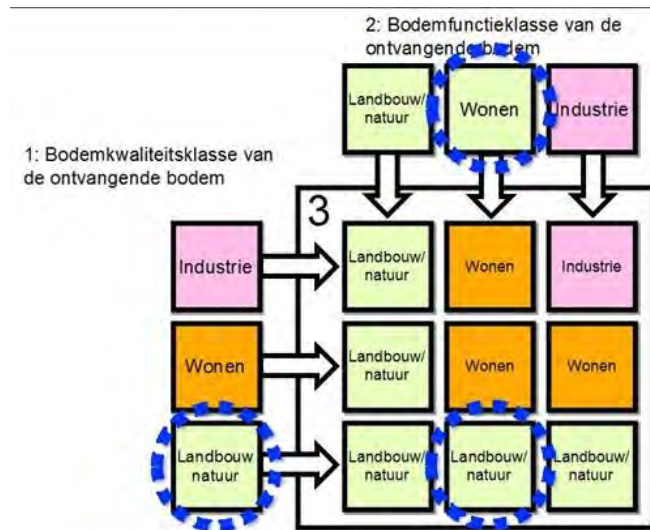 2: Bodemfunctieklasse van de
ontvangende bodem
Landbouw/
natuur
Wonen
Industrie
1: Bodemkwaliteitsklasse van
de ontvangende bodem
3
Industrie
Landbouw/
natuur
Wonen
Industrie
Wonen
Landbouw/
natuur
Wonen
Wonen
Landbouw
natuur
Landbouw/
natuur
Landbouw/
natuur
Landbouw/
natuur